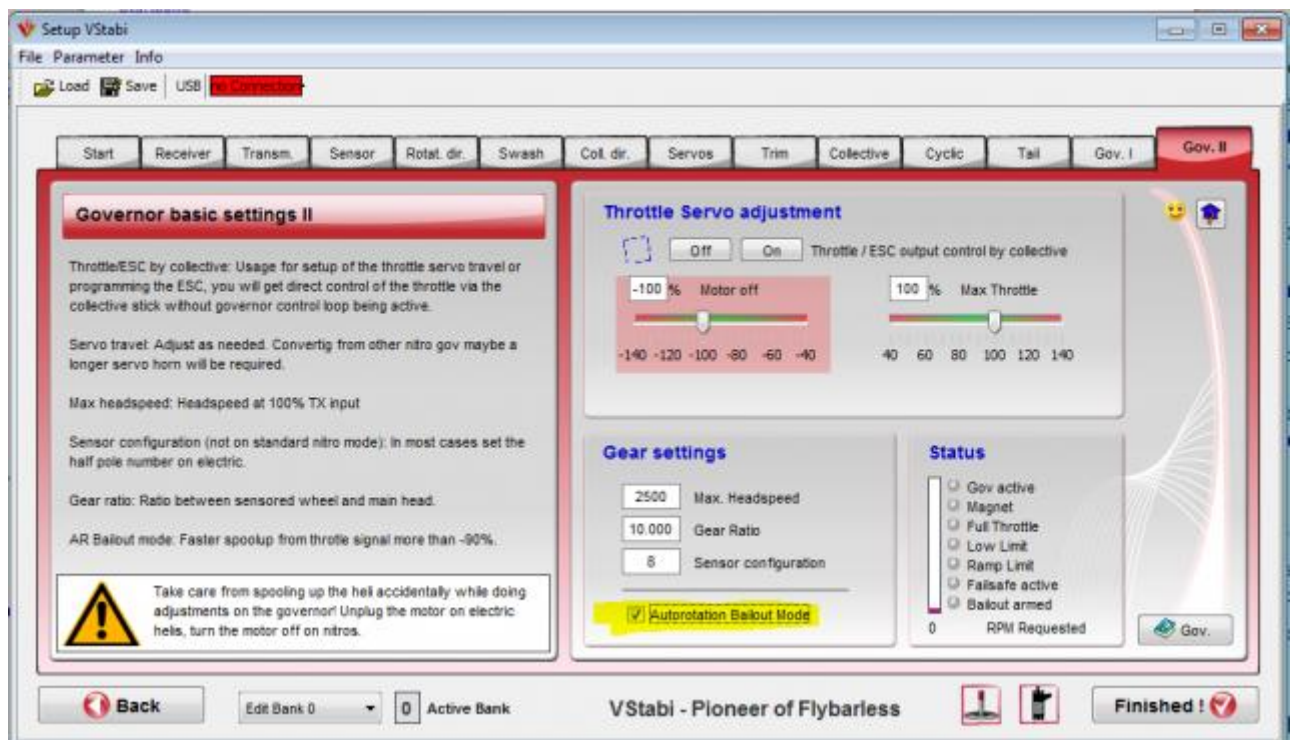 Setup VStabi
File Parameter Info
Load Save USB no Connection
Start Receiver Transm. Sensor Rotat. dir. Swash Coll. dir. Servos Trim Collective Cyclic Tail Gov. I Gov. II
Governor basic settings II
Throttle/ESC by collective: Usage for setup of the throttle servo travel or
programming the ESC, you will get direct control of the throttle via the
collective stick without governor control loop being active.
Servo travel: Adjust as needed. Convertig from other nitro gov maybe a
longer servo horn will be required.
Max headspeed: Headspeed at 100% TX input
Sensor configuration (not on standard nitro mode): In most cases set the
half pole number on electric.
Gear ratio: Ratio between sensored wheel and main head.
AR Bailout mode: Faster spoolup from throtle signal more than -90%.
Take care from spooling up the heli accidentally while doing
adjustments on the governor! Unplug the motor on electric
helis, turn the motor off on nitros.
Throttle Servo adjustment
Off On Throttle / ESC output control by collective
-100 % Motor off
100 % Max Throttle
-140 -120 -100 -80 -60 -40
40 60 80 100 120 140
Gear settings
2500 Max. Headspeed
10.000 Gear Ratio
8 Sensor configuration
Autorotation Bailout Mode
Status
Gov active
Magnet
Full Throttle
Low Limit
Ramp Limit
Failsafe active
Bailout armed
0 RPM Requested
Gov.
Back Edit Bank 0 0 Active Bank VStabi - Pioneer of Flybarless Finished !